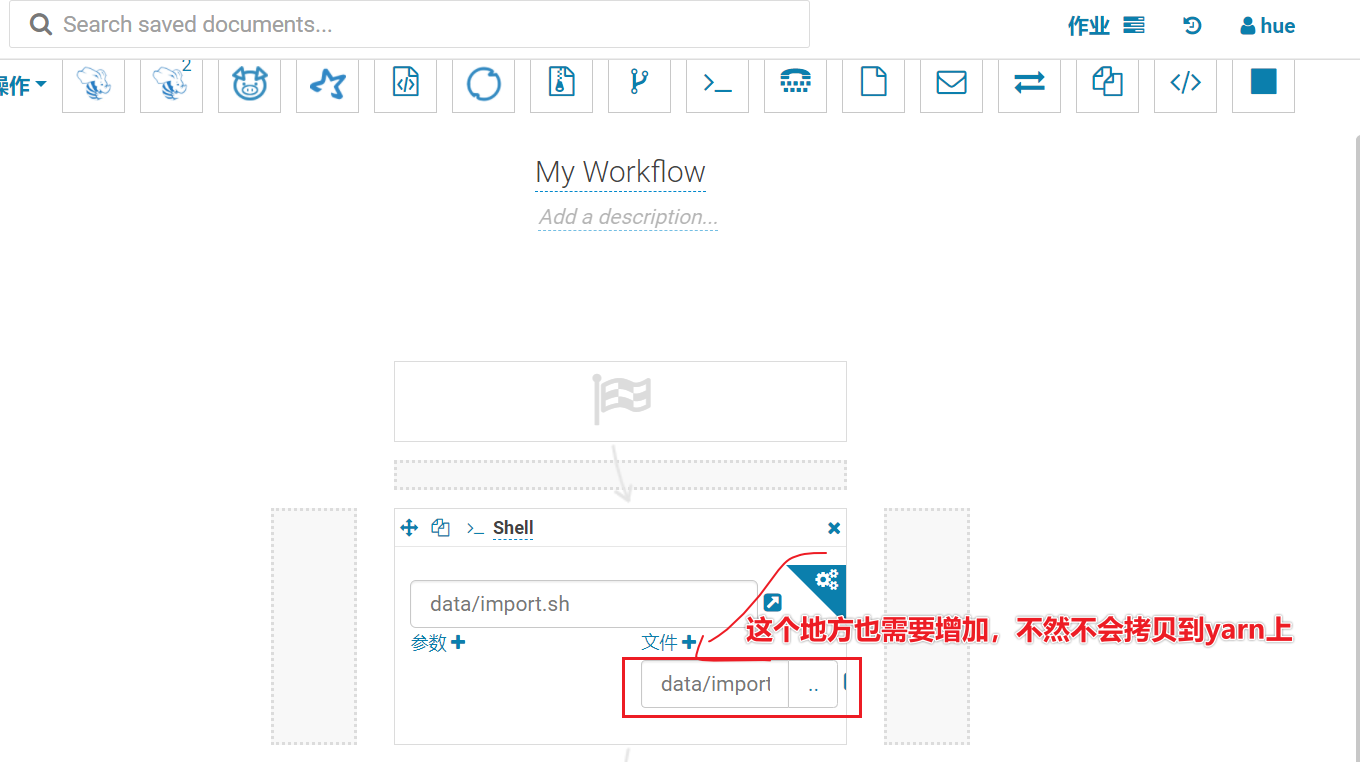 Search saved documents...
作业
hue
操作
2
My Workflow
Add a description...
>_ Shell
data/import.sh
参数
文件
这个地方也需要增加，不然不会拷贝到yarn上
data/import
..